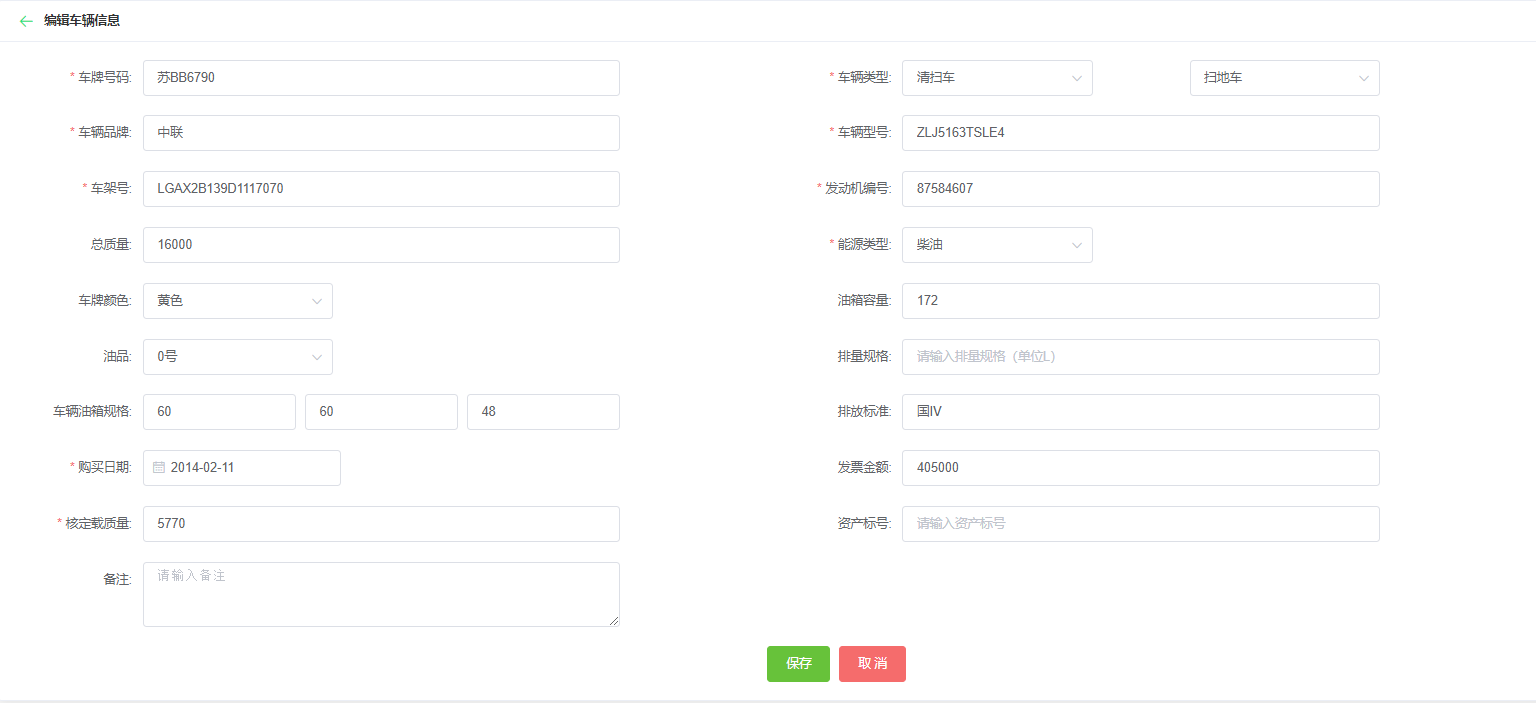 编辑车辆信息
* 车牌号码: 苏BB6790 * 车辆类型: 清扫车 扫地车
* 车辆品牌: 中联 * 车辆型号: ZLJ5163TSLE4
* 车架号: LGAX2B139D1117070 * 发动机编号: 87584607
总质量: 16000 * 能源类型: 柴油
车牌颜色: 黄色 油箱容量: 172
油品: 0号 排量规格: 请输入排量规格（单位L）
车辆油箱规格: 60 60 48 排放标准: 国IV
* 购买日期: 2014-02-11 发票金额: 405000
* 核定载质量: 5770 资产标号: 请输入资产标号
备注: 请输入备注
保存 取消